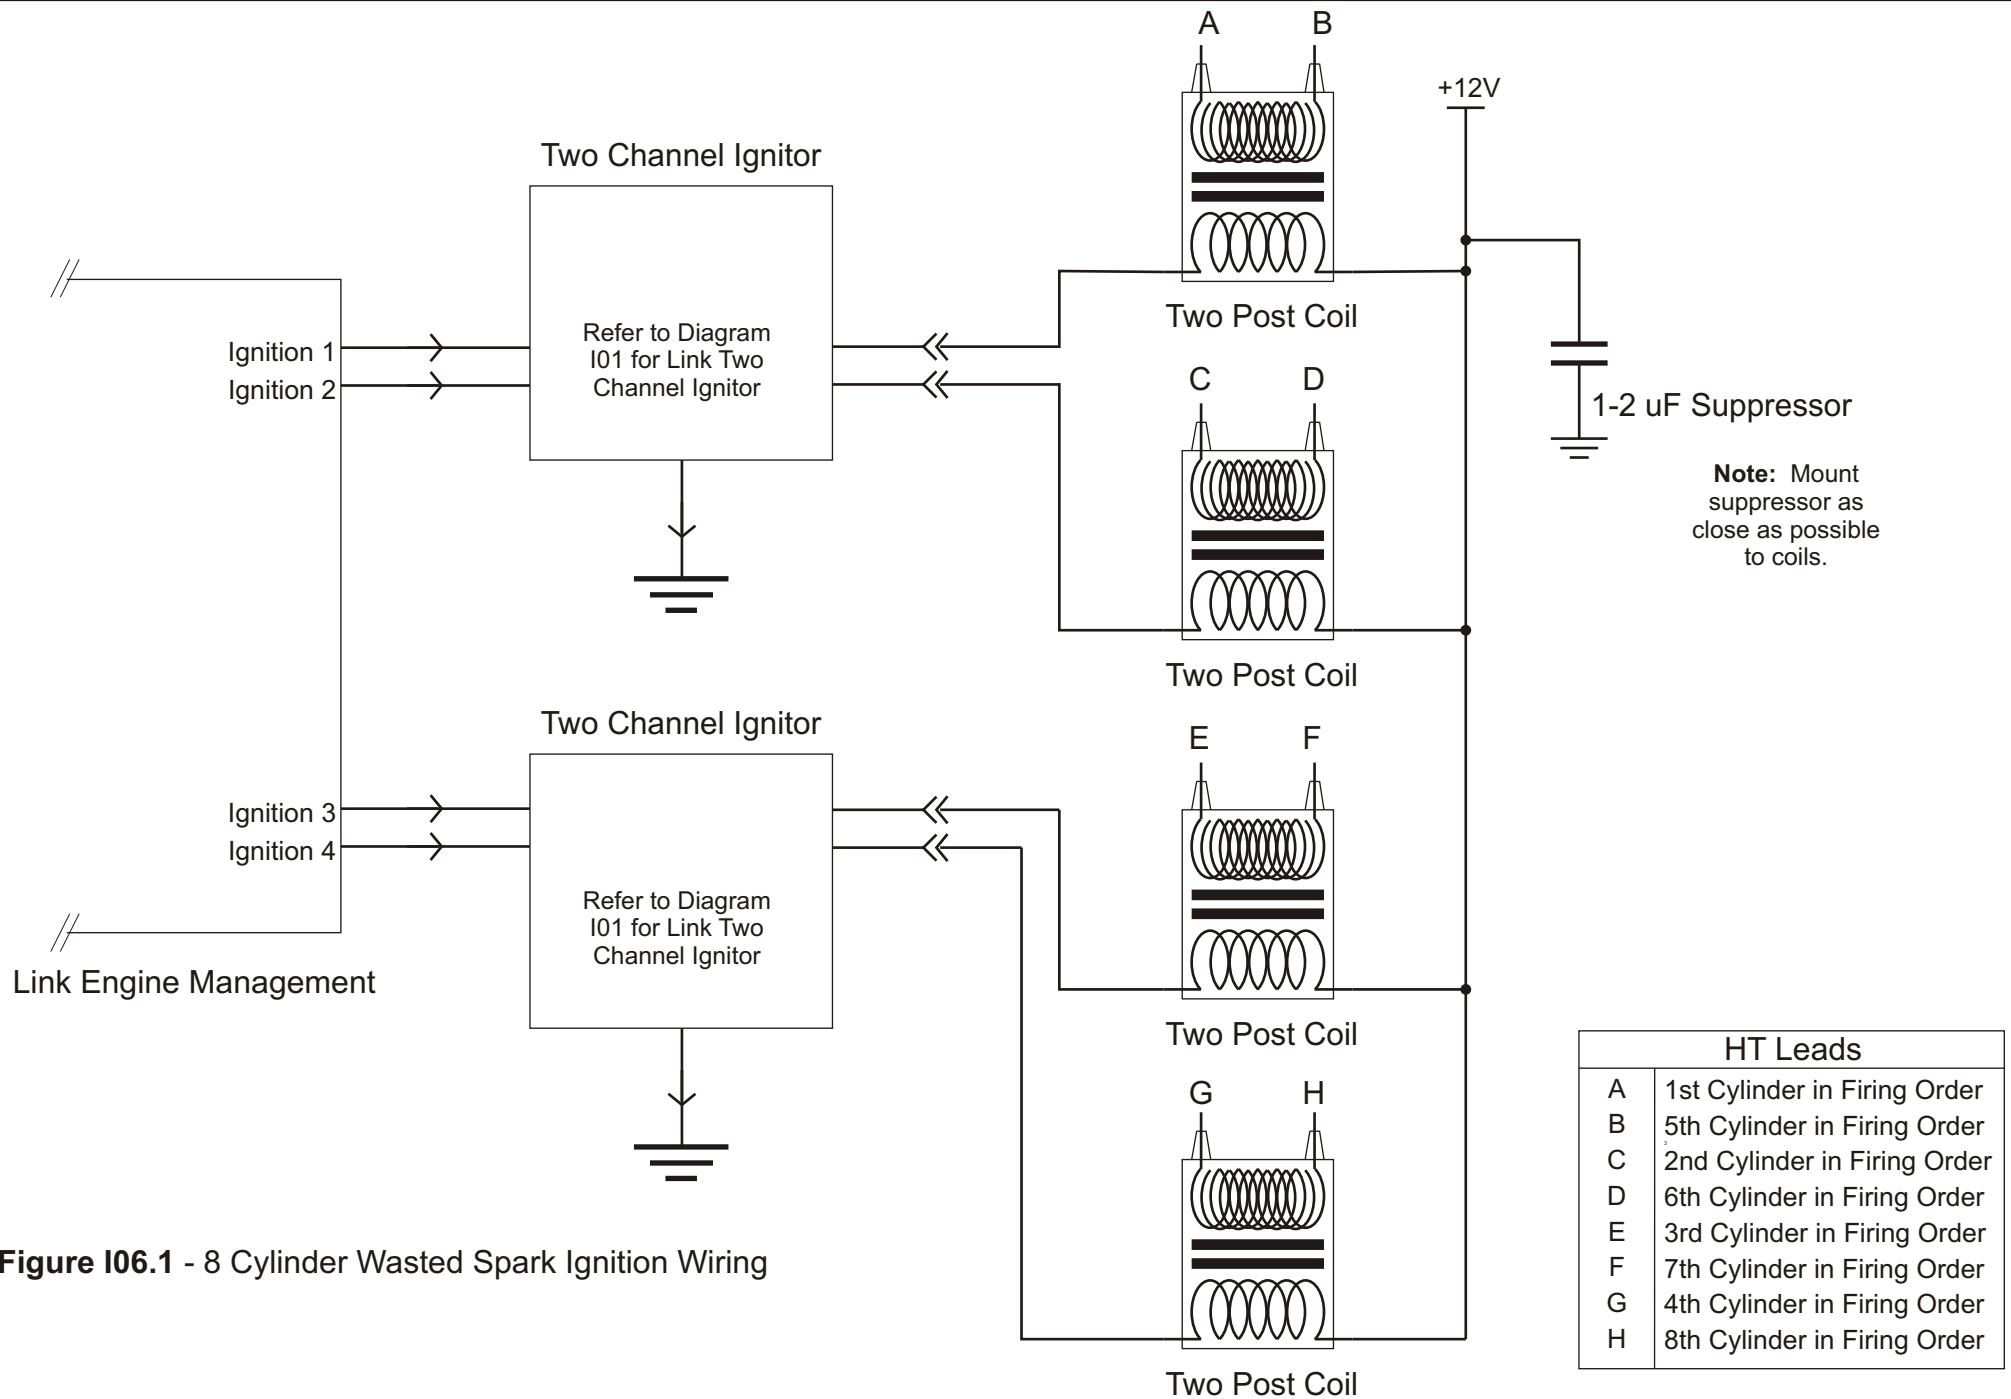 A B
+12V
Two Channel Ignitor
Refer to Diagram
I01 for Link Two
Channel Ignitor
Ignition 1
Ignition 2
Two Post Coil
C D
1-2 uF Suppressor
Note: Mount
suppressor as
close as possible
to coils.
Two Post Coil
Two Channel Ignitor
E F
Ignition 3
Ignition 4
Refer to Diagram
I01 for Link Two
Channel Ignitor
Link Engine Management
Two Post Coil
G H
HT Leads
A 1st Cylinder in Firing Order
B 5th Cylinder in Firing Order
C 2nd Cylinder in Firing Order
D 6th Cylinder in Firing Order
E 3rd Cylinder in Firing Order
F 7th Cylinder in Firing Order
G 4th Cylinder in Firing Order
H 8th Cylinder in Firing Order
Figure I06.1 - 8 Cylinder Wasted Spark Ignition Wiring
Two Post Coil